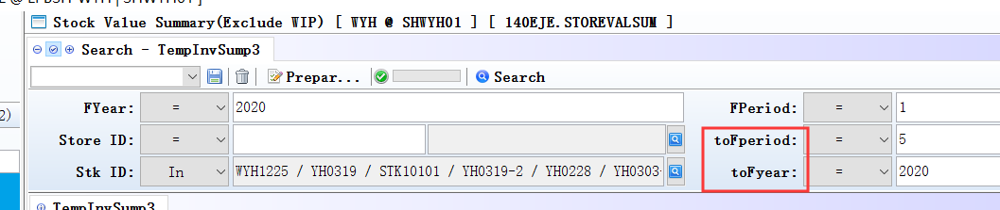 Stock Value Summary(Exclude WIP) [ WYH @ SHWYH01 ] [ 140EJE.STOREVALSUM ]
Search - TempInvSump3
Prepar... Search
FYear: = 2020 FPeriod: = 1
2)
Store ID: = toFperiod: = 5
Stk ID: In WYH1225 / YH0319 / STK10101 / YH0319-2 / YH0228 / YH0303 toFyear: = 2020
TempInvSump3